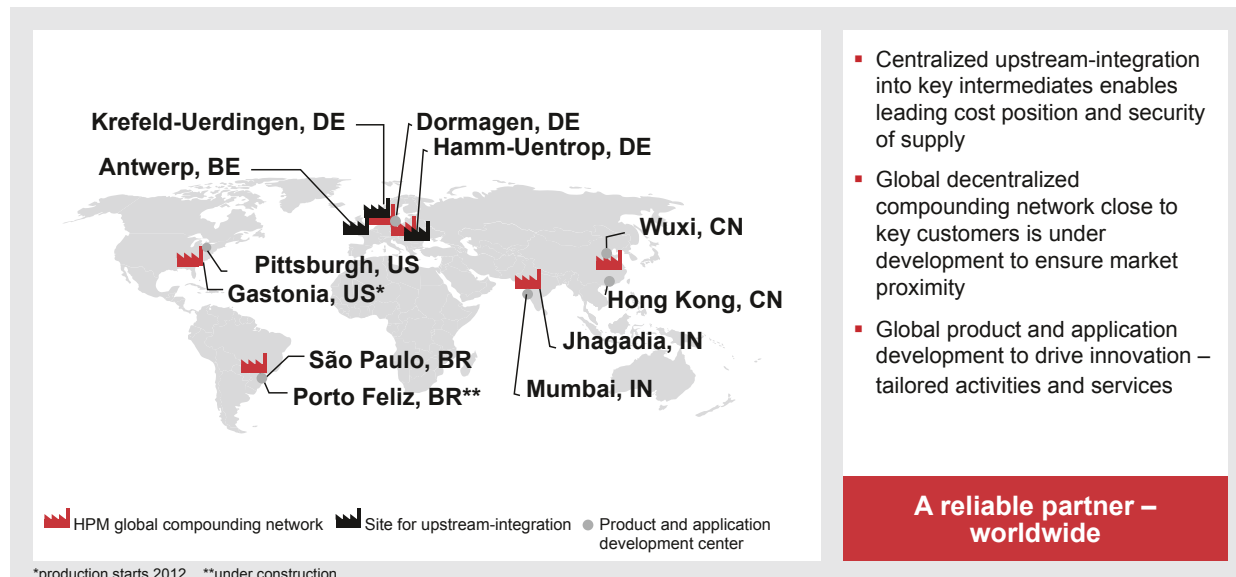 Krefeld-Uerdingen, DE
Dormagen, DE
Hamm-Uentrop, DE
Antwerp, BE
Wuxi, CN
Pittsburgh, US
Gastonia, US*
Hong Kong, CN
Jhagadia, IN
São Paulo, BR
Mumbai, IN
Porto Feliz, BR**
HPM global compounding network
Site for upstream-integration
Product and application
development center
▪ Centralized upstream-integration
into key intermediates enables
leading cost position and security
of supply
▪ Global decentralized
compounding network close to
key customers is under
development to ensure market
proximity
▪ Global product and application
development to drive innovation –
tailored activities and services
A reliable partner –
worldwide
*production starts 2012 **under construction